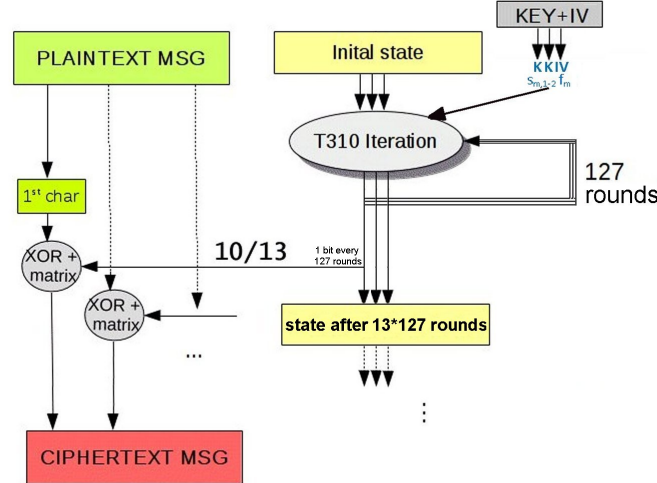 KEY+IV
PLAINTEXT MSG
Inital state
KKIV
sm,1-2 fm
T310 Iteration
127
rounds
1st char
XOR +
matrix
10/13
1 bit every
127 rounds
XOR +
matrix
state after 13*127 rounds
...
⋮
CIPHERTEXT MSG